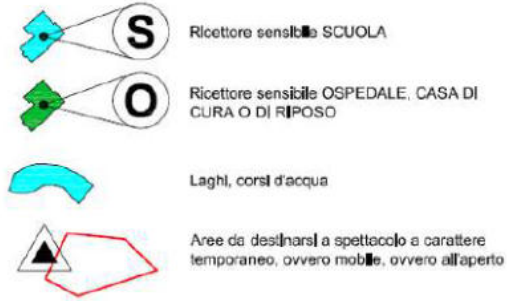 S
Ricettore sensibile SCUOLA
O
Ricettore sensibile OSPEDALE, CASA DI
CURA O DI RIPOSO
Laghi, corsi d'acqua
Aree da destinarsi a spettacolo a carattere
temporaneo, ovvero mobile, ovvero all'aperto